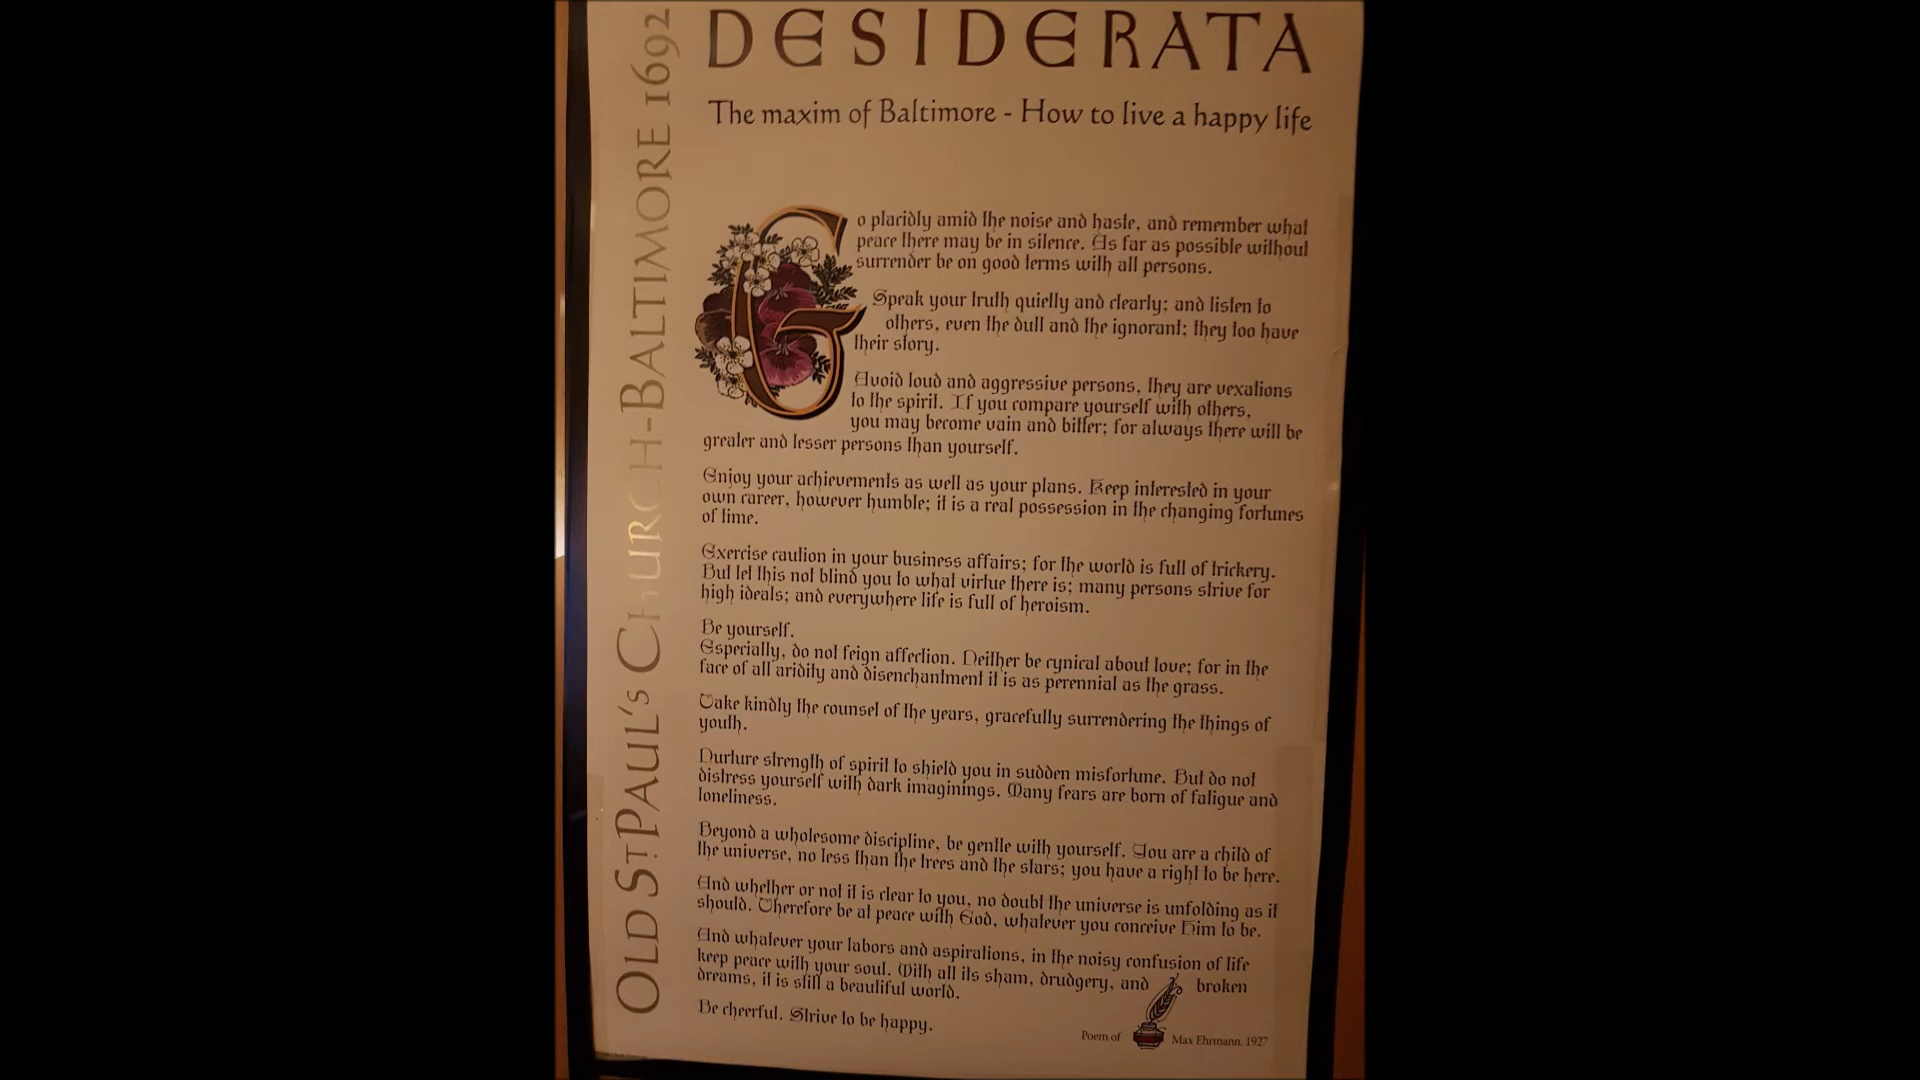 DESIDERATA
The maxim of Baltimore - How to live a happy life
OLD ST PAUL'S CHURCH-BALTIMORE 1692
Go placidly amid the noise and haste, and remember what
peace there may be in silence. As far as possible without
surrender be on good terms with all persons.
Speak your truth quietly and clearly; and listen to
others, even the dull and the ignorant; they too have
their story.
Avoid loud and aggressive persons, they are vexations
to the spirit. If you compare yourself with others,
you may become vain and bitter; for always there will be
greater and lesser persons than yourself.
Enjoy your achievements as well as your plans. Keep interested in your
own career, however humble; it is a real possession in the changing fortunes
of time.
Exercise caution in your business affairs; for the world is full of trickery.
But let this not blind you to what virtue there is; many persons strive for
high ideals; and everywhere life is full of heroism.
Be yourself.
Especially, do not feign affection. Neither be cynical about love; for in the
face of all aridity and disenchantment it is as perennial as the grass.
Take kindly the counsel of the years, gracefully surrendering the things of
youth.
Nurture strength of spirit to shield you in sudden misfortune. But do not
distress yourself with dark imaginings. Many fears are born of fatigue and
loneliness.
Beyond a wholesome discipline, be gentle with yourself. You are a child of
the universe, no less than the trees and the stars; you have a right to be here.
And whether or not it is clear to you, no doubt the universe is unfolding as it
should. Therefore be at peace with God, whatever you conceive Him to be.
And whatever your labors and aspirations, in the noisy confusion of life
keep peace with your soul. With all its sham, drudgery, and broken
dreams, it is still a beautiful world.
Be cheerful. Strive to be happy.
Poem of Max Ehrmann. 1927